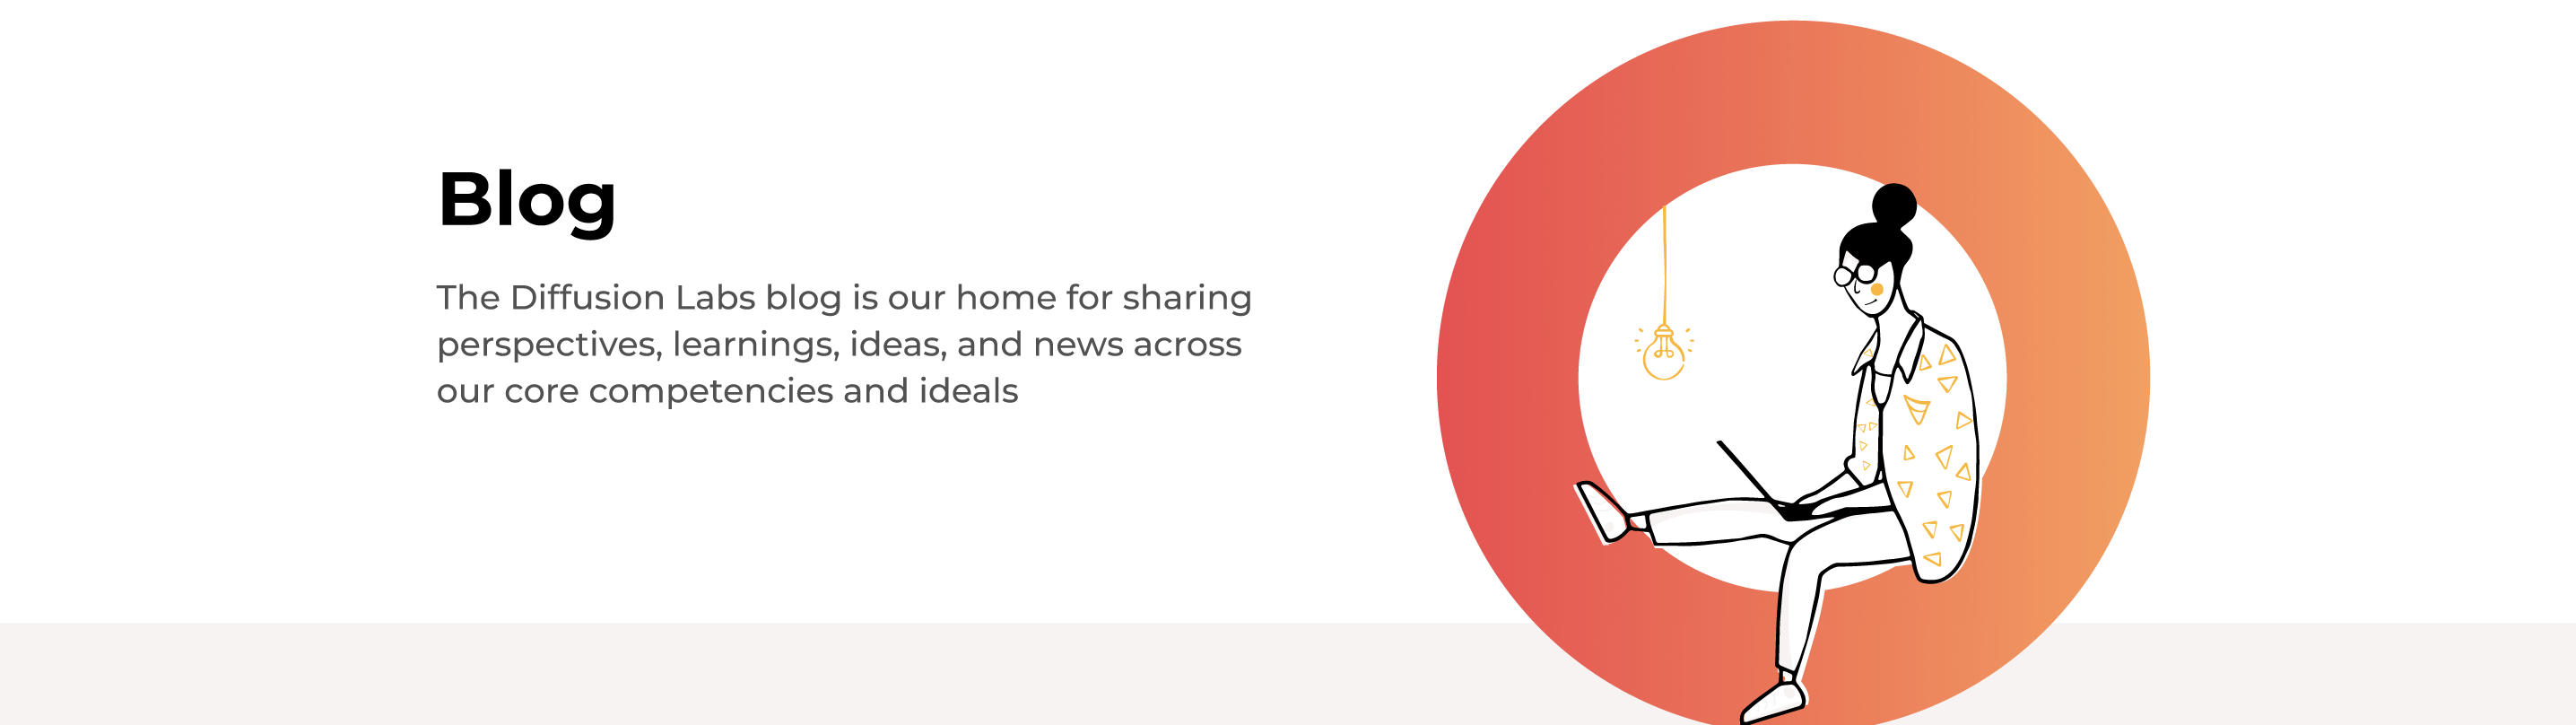 Blog
The Diffusion Labs blog is our home for sharing
perspectives, learnings, ideas, and news across
our core competencies and ideals